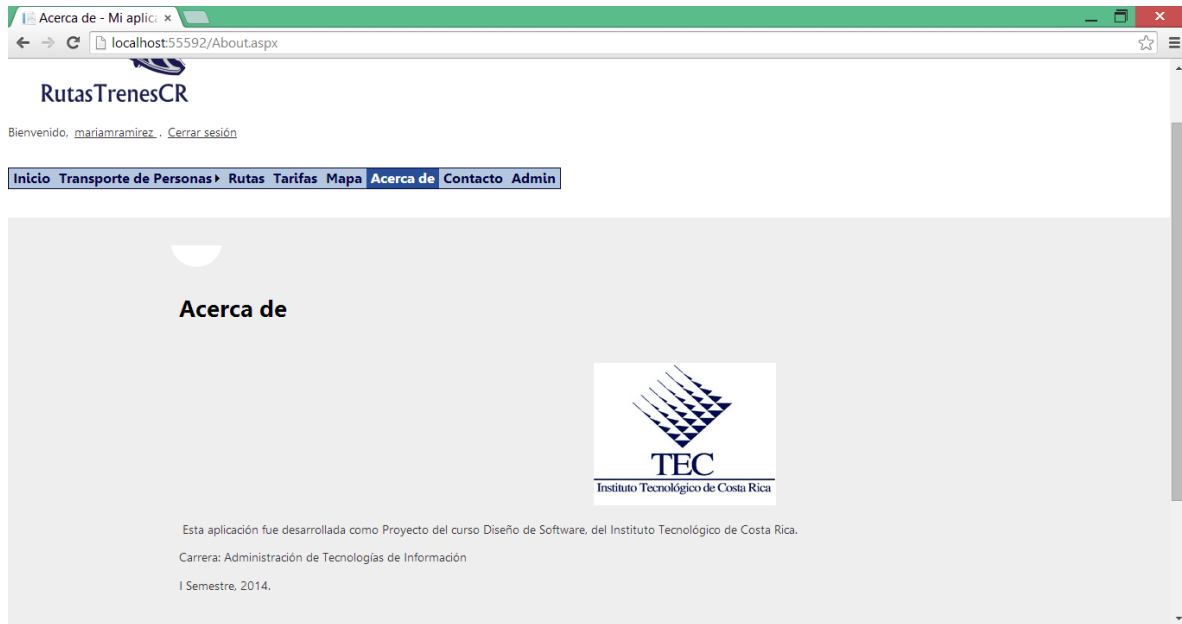 Acerca de - Mi aplica
localhost:55592/About.aspx
RutasTrenesCR
Bienvenido, mariamramirez . Cerrar sesión
Inicio Transporte de Personas Rutas Tarifas Mapa Acerca de Contacto Admin
Acerca de
TEC
Instituto Tecnológico de Costa Rica
Esta aplicación fue desarrollada como Proyecto del curso Diseño de Software, del Instituto Tecnológico de Costa Rica.
Carrera: Administración de Tecnologías de Información
I Semestre, 2014.